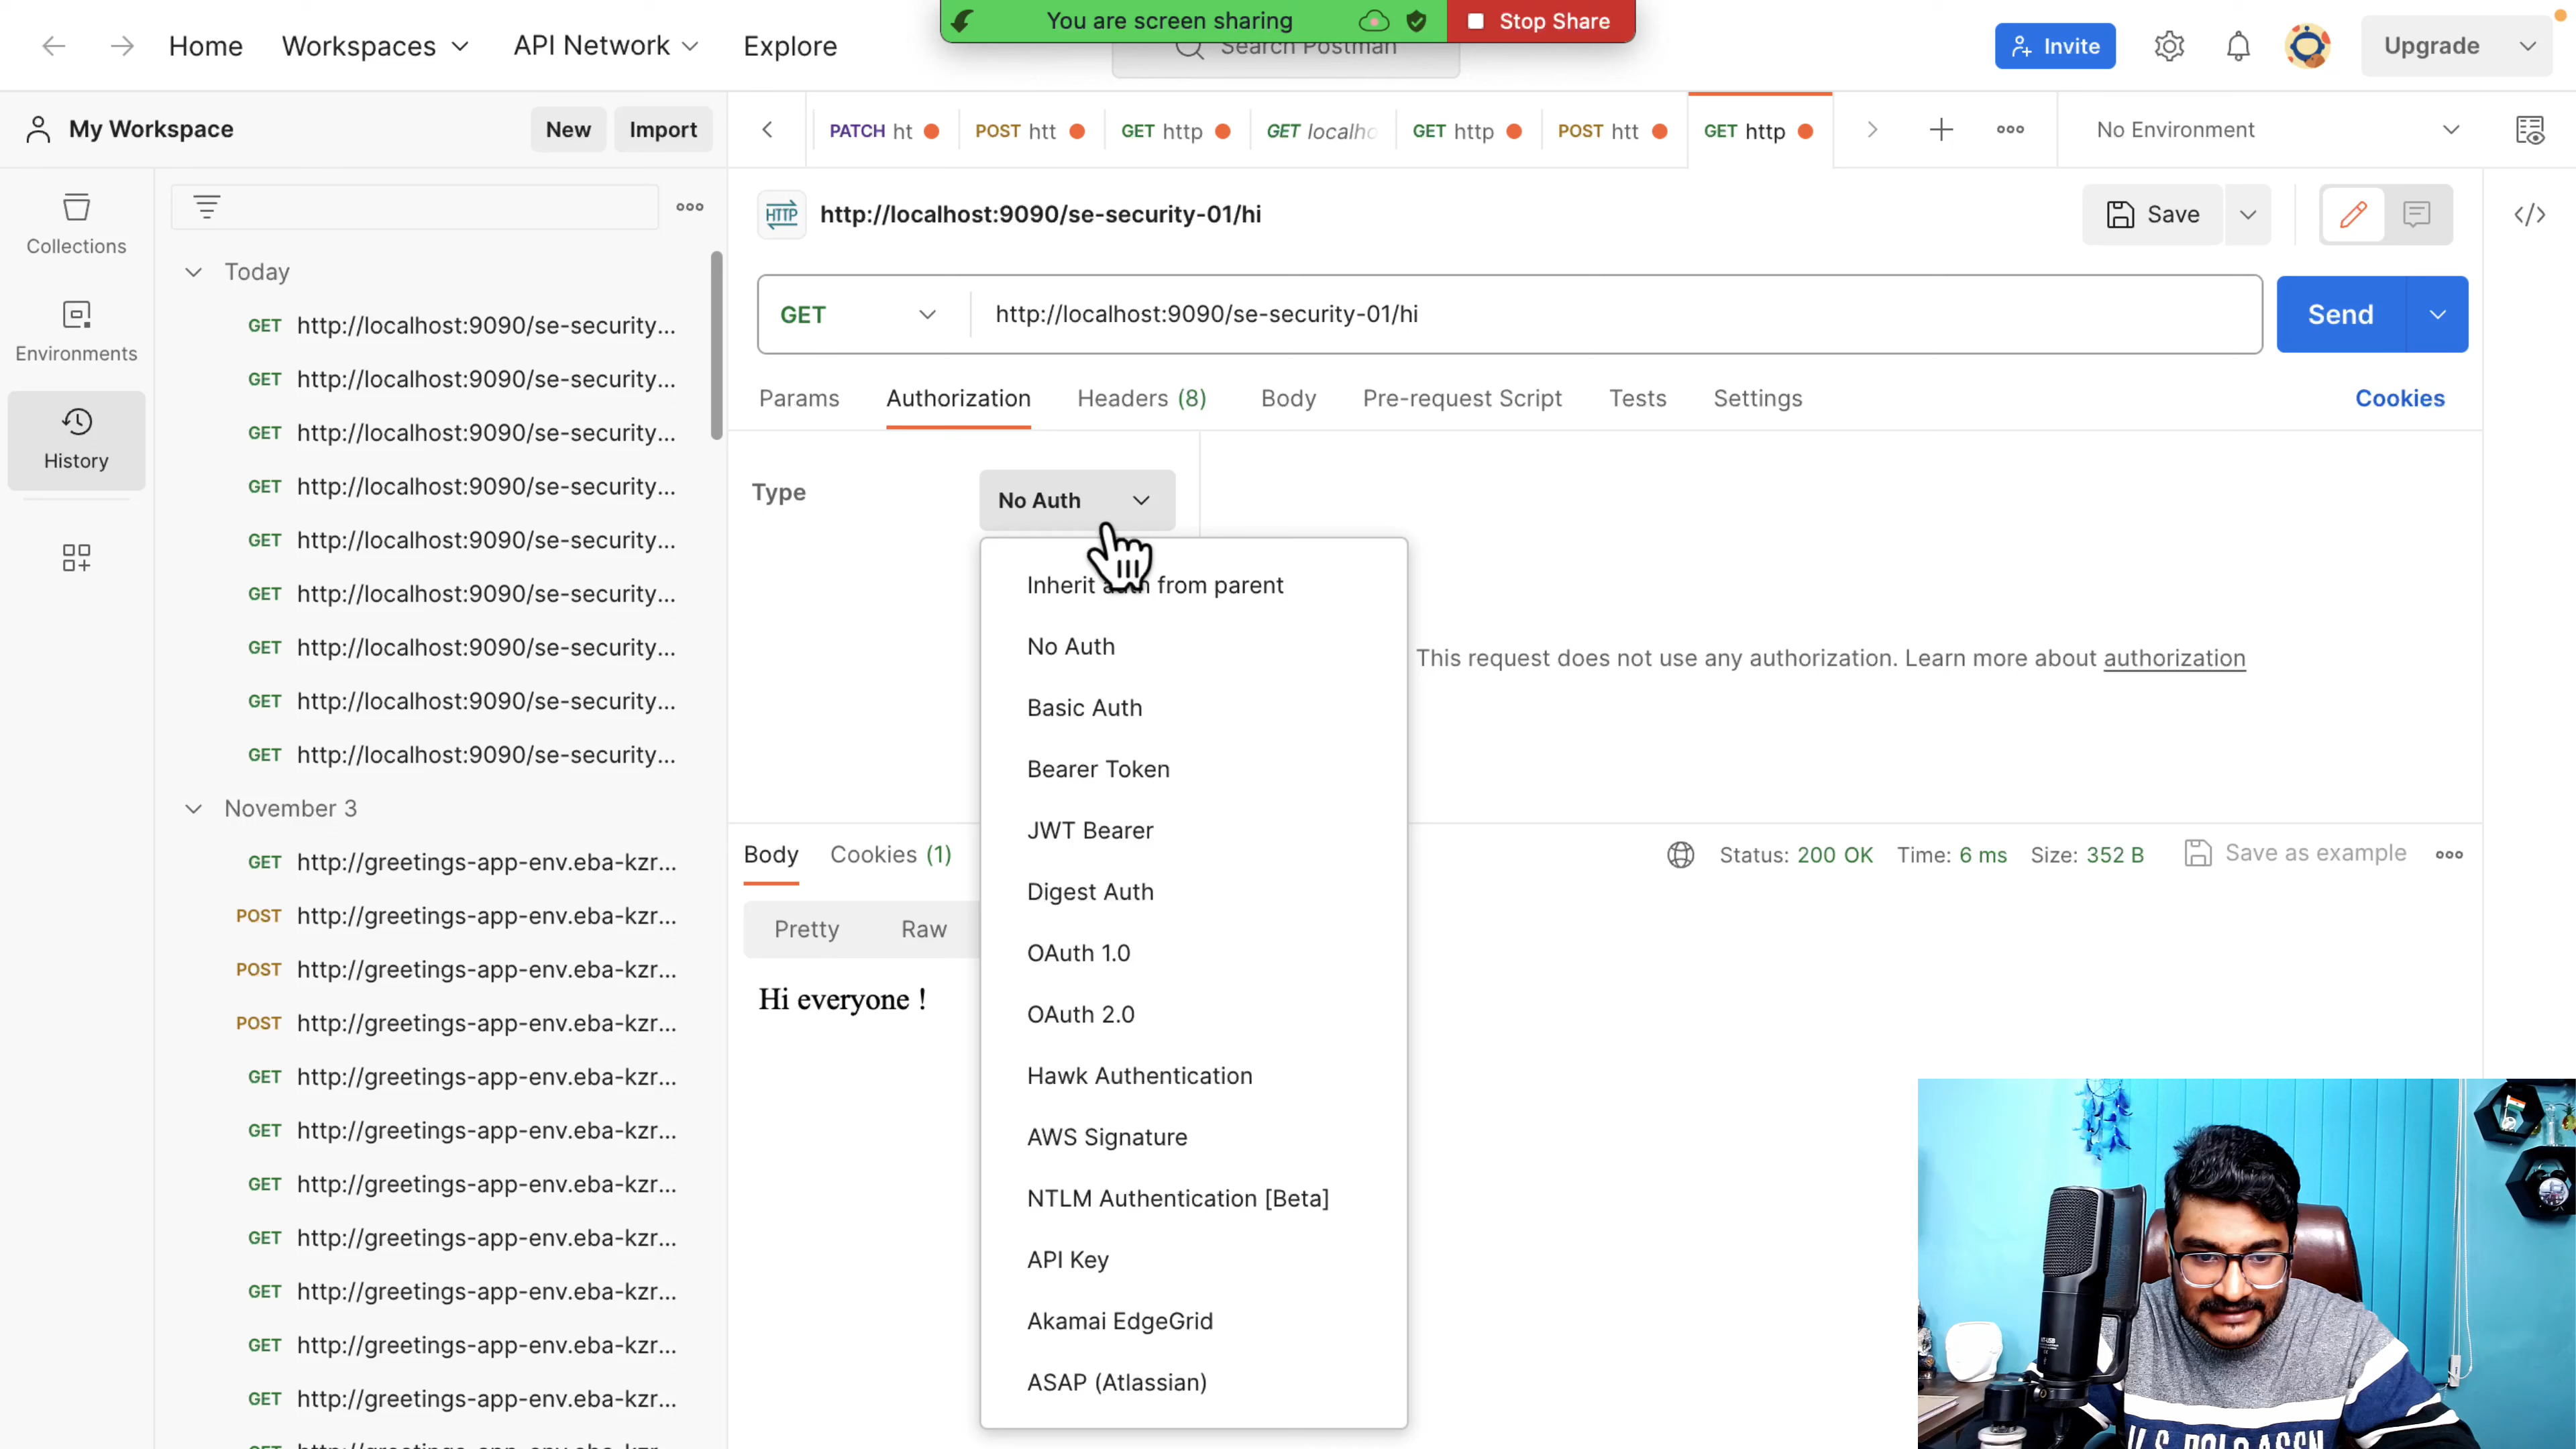 You are screen sharing
Stop Share
Home
Workspaces
API Network
Explore
Search Postman
Invite
Upgrade
My Workspace
New
Import
PATCH ht
POST htt
GET http
GET localho
GET http
POST htt
GET http
No Environment
Collections
Environments
History
Today
GET http://localhost:9090/se-security...
GET http://localhost:9090/se-security...
GET http://localhost:9090/se-security...
GET http://localhost:9090/se-security...
GET http://localhost:9090/se-security...
GET http://localhost:9090/se-security...
GET http://localhost:9090/se-security...
GET http://localhost:9090/se-security...
GET http://localhost:9090/se-security...
November 3
GET http://greetings-app-env.eba-kzr...
POST http://greetings-app-env.eba-kzr...
POST http://greetings-app-env.eba-kzr...
POST http://greetings-app-env.eba-kzr...
GET http://greetings-app-env.eba-kzr...
GET http://greetings-app-env.eba-kzr...
GET http://greetings-app-env.eba-kzr...
GET http://greetings-app-env.eba-kzr...
GET http://greetings-app-env.eba-kzr...
GET http://greetings-app-env.eba-kzr...
GET http://greetings-app-env.eba-kzr...
HTTP http://localhost:9090/se-security-01/hi
Save
GET http://localhost:9090/se-security-01/hi
Send
Params
Authorization
Headers (8)
Body
Pre-request Script
Tests
Settings
Cookies
Type
No Auth
Inherit auth from parent
No Auth
Basic Auth
Bearer Token
JWT Bearer
Digest Auth
OAuth 1.0
OAuth 2.0
Hawk Authentication
AWS Signature
NTLM Authentication [Beta]
API Key
Akamai EdgeGrid
ASAP (Atlassian)
This request does not use any authorization. Learn more about authorization
Body
Cookies (1)
Status: 200 OK
Time: 6 ms
Size: 352 B
Save as example
Pretty
Raw
Hi everyone !